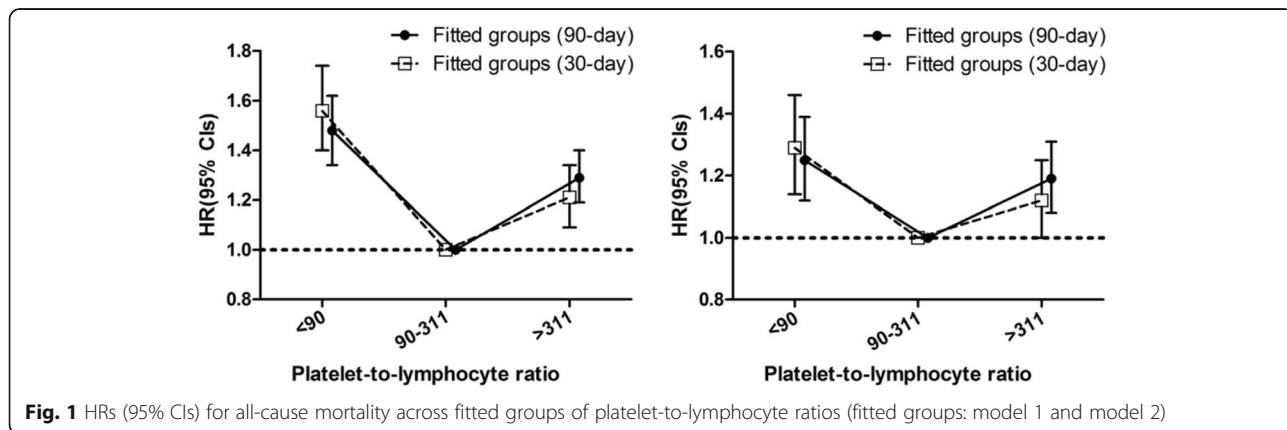 Fitted groups (90-day)
Fitted groups (30-day)
1.8
1.6
1.4
1.2
1.0
0.8
HR(95% CIs)
<90
90-311
>311
Platelet-to-lymphocyte ratio
Fitted groups (90-day)
Fitted groups (30-day)
1.6
1.4
1.2
1.0
0.8
HR(95% CIs)
<90
90-311
>311
Platelet-to-lymphocyte ratio
Fig. 1 HRs (95% CIs) for all-cause mortality across fitted groups of platelet-to-lymphocyte ratios (fitted groups: model 1 and model 2)